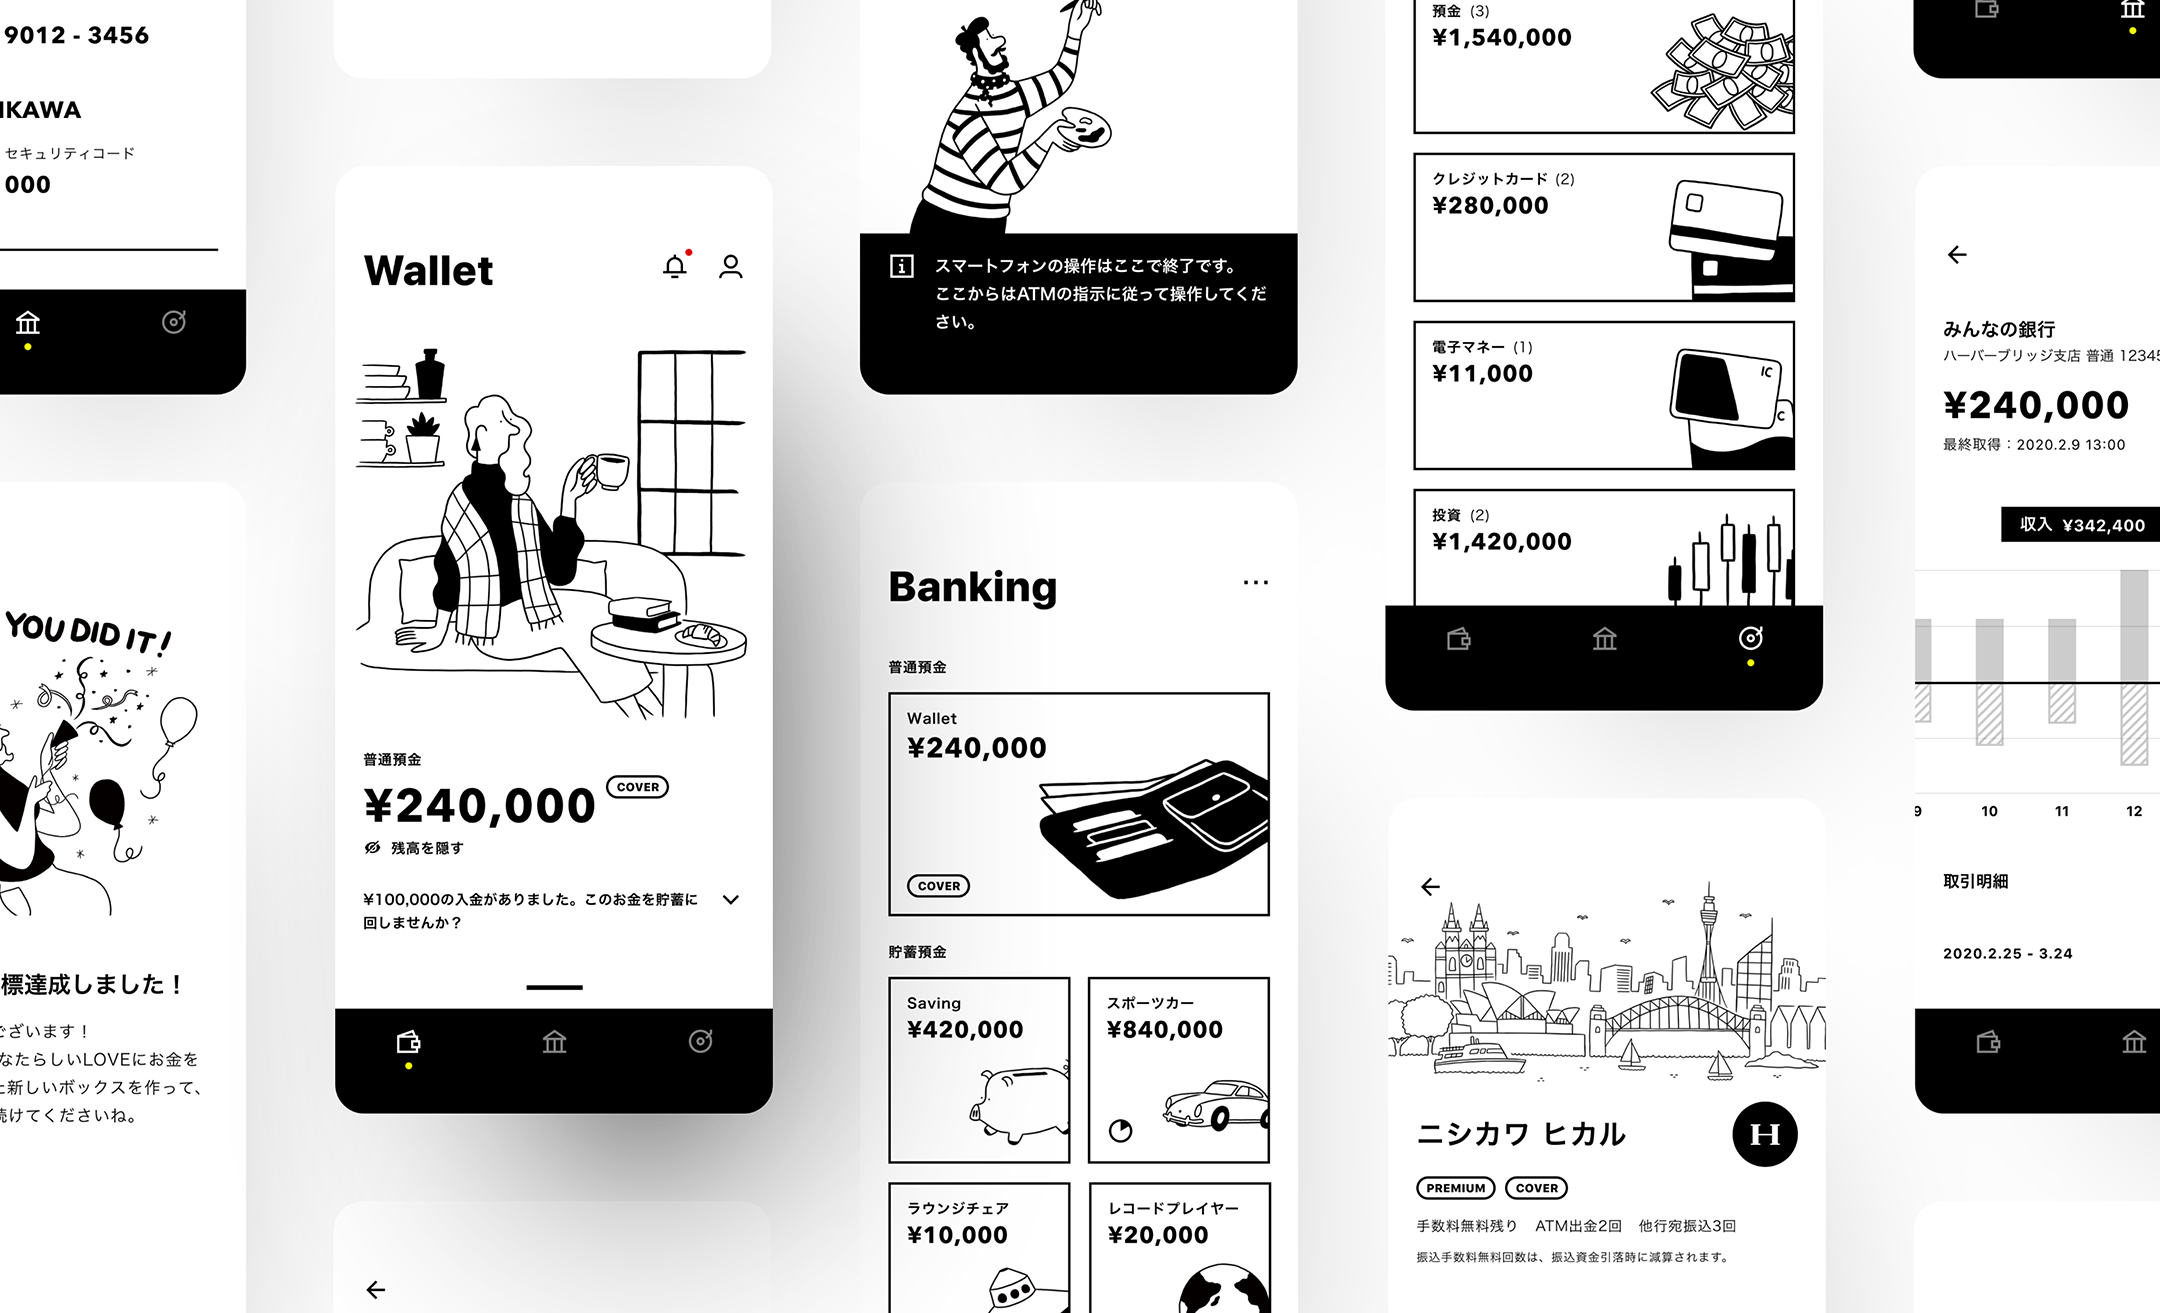 9012 - 3456
IKAWA
セキュリティコード
000
YOU DID IT!
標達成しました！
ございます！
なたらしいLOVEにお金を
新しいボックスを作って、
続けてくださいね。
Wallet
普通預金
¥240,000
COVER
残高を隠す
¥100,000の入金がありました。このお金を貯蓄に
回しませんか？
スマートフォンの操作はここで終了です。
ここからはATMの指示に従って操作してくだ
さい。
Banking
普通預金
Wallet
¥240,000
COVER
貯蓄預金
Saving
¥420,000
スポーツカー
¥840,000
ラウンジチェア
¥10,000
レコードプレイヤー
¥20,000
預金 (3)
¥1,540,000
クレジットカード (2)
¥280,000
電子マネー (1)
¥11,000
IC
C
投資 (2)
¥1,420,000
ニシカワ ヒカル
H
PREMIUM
COVER
手数料無料残り ATM出金2回 他行宛振込3回
振込手数料無料回数は、振込資金引落時に減算されます。
みんなの銀行
ハーバーブリッジ支店 普通 12345
¥240,000
最終取得：2020.2.9 13:00
収入 ¥342,400
9 10 11 12
取引明細
2020.2.25 - 3.24